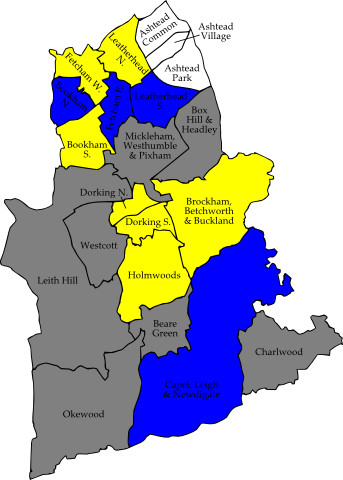 Ashtead
Common
Ashtead
Village
Leatherhead
N.
Fetcham W.
Ashtead
Park
Bookham
N.
Leatherhead
S.
Box
Hill &
Headley
Mickleham,
Westhumble
& Pixham
Bookham
S.
Dorking N.
Brockham,
Betchworth
& Buckland
Dorking S.
Westcott
Holmwoods
Leith Hill
Beare
Green
Charlwood
Capel, Leigh
& Newdigate
Okewood